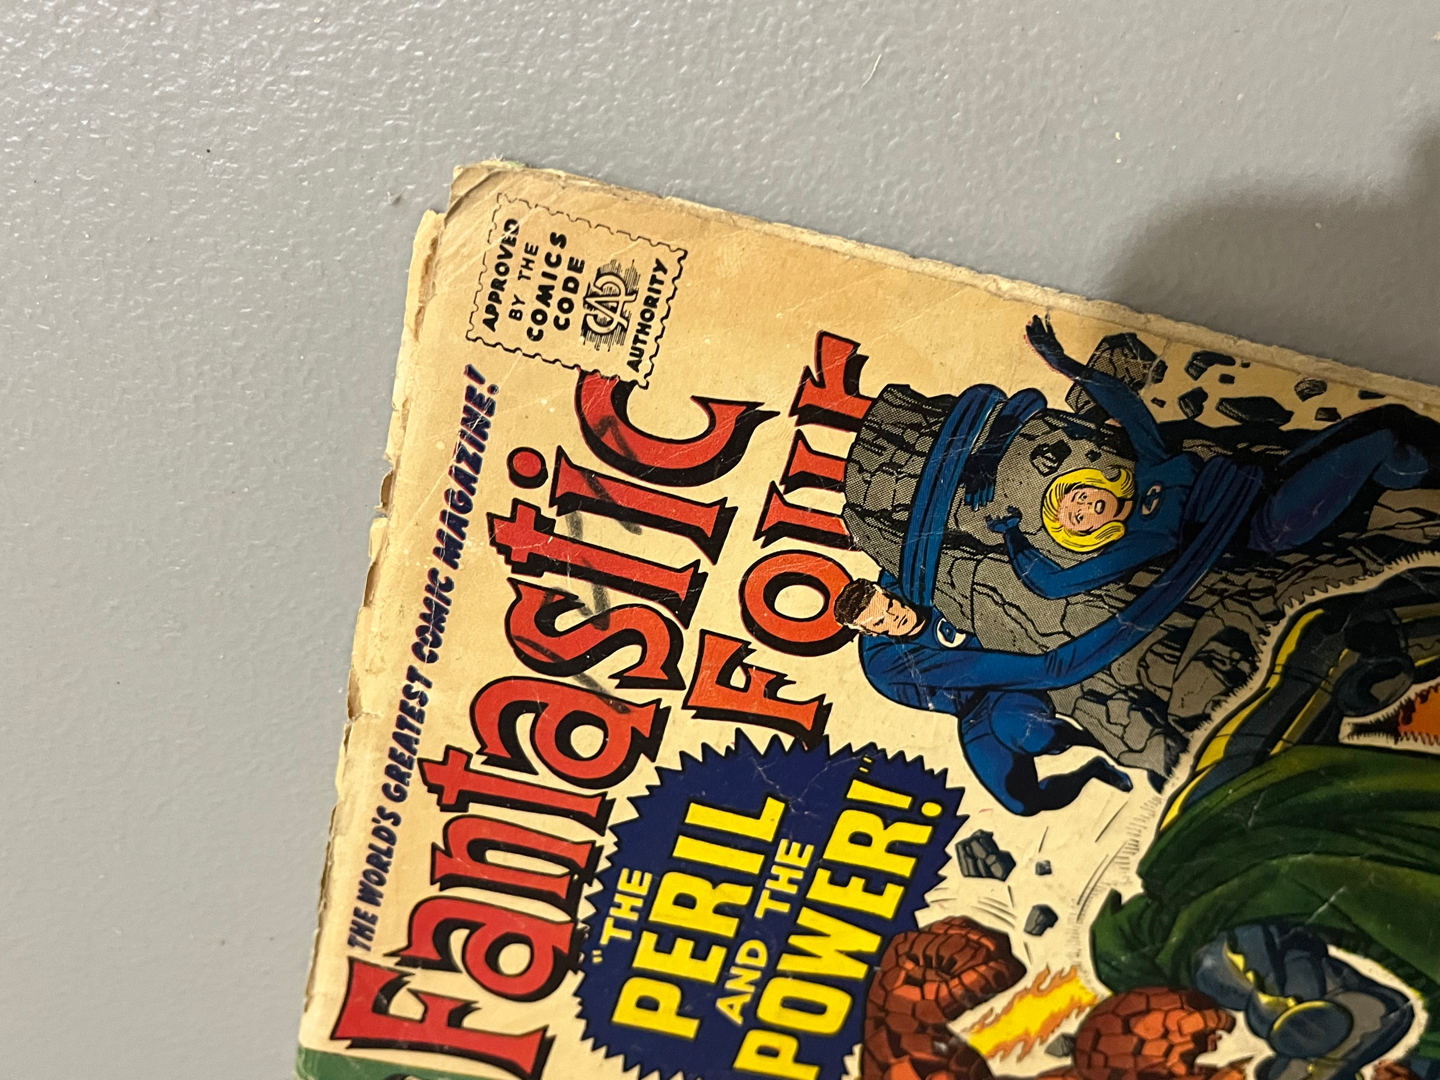 THE WORLD'S GREATEST COMIC MAGAZINE!
APPROVED
BY THE
COMICS
CODE
CA
AUTHORITY
Fantastic
FOUR
"THE
PERIL
AND THE
POWER!"
4